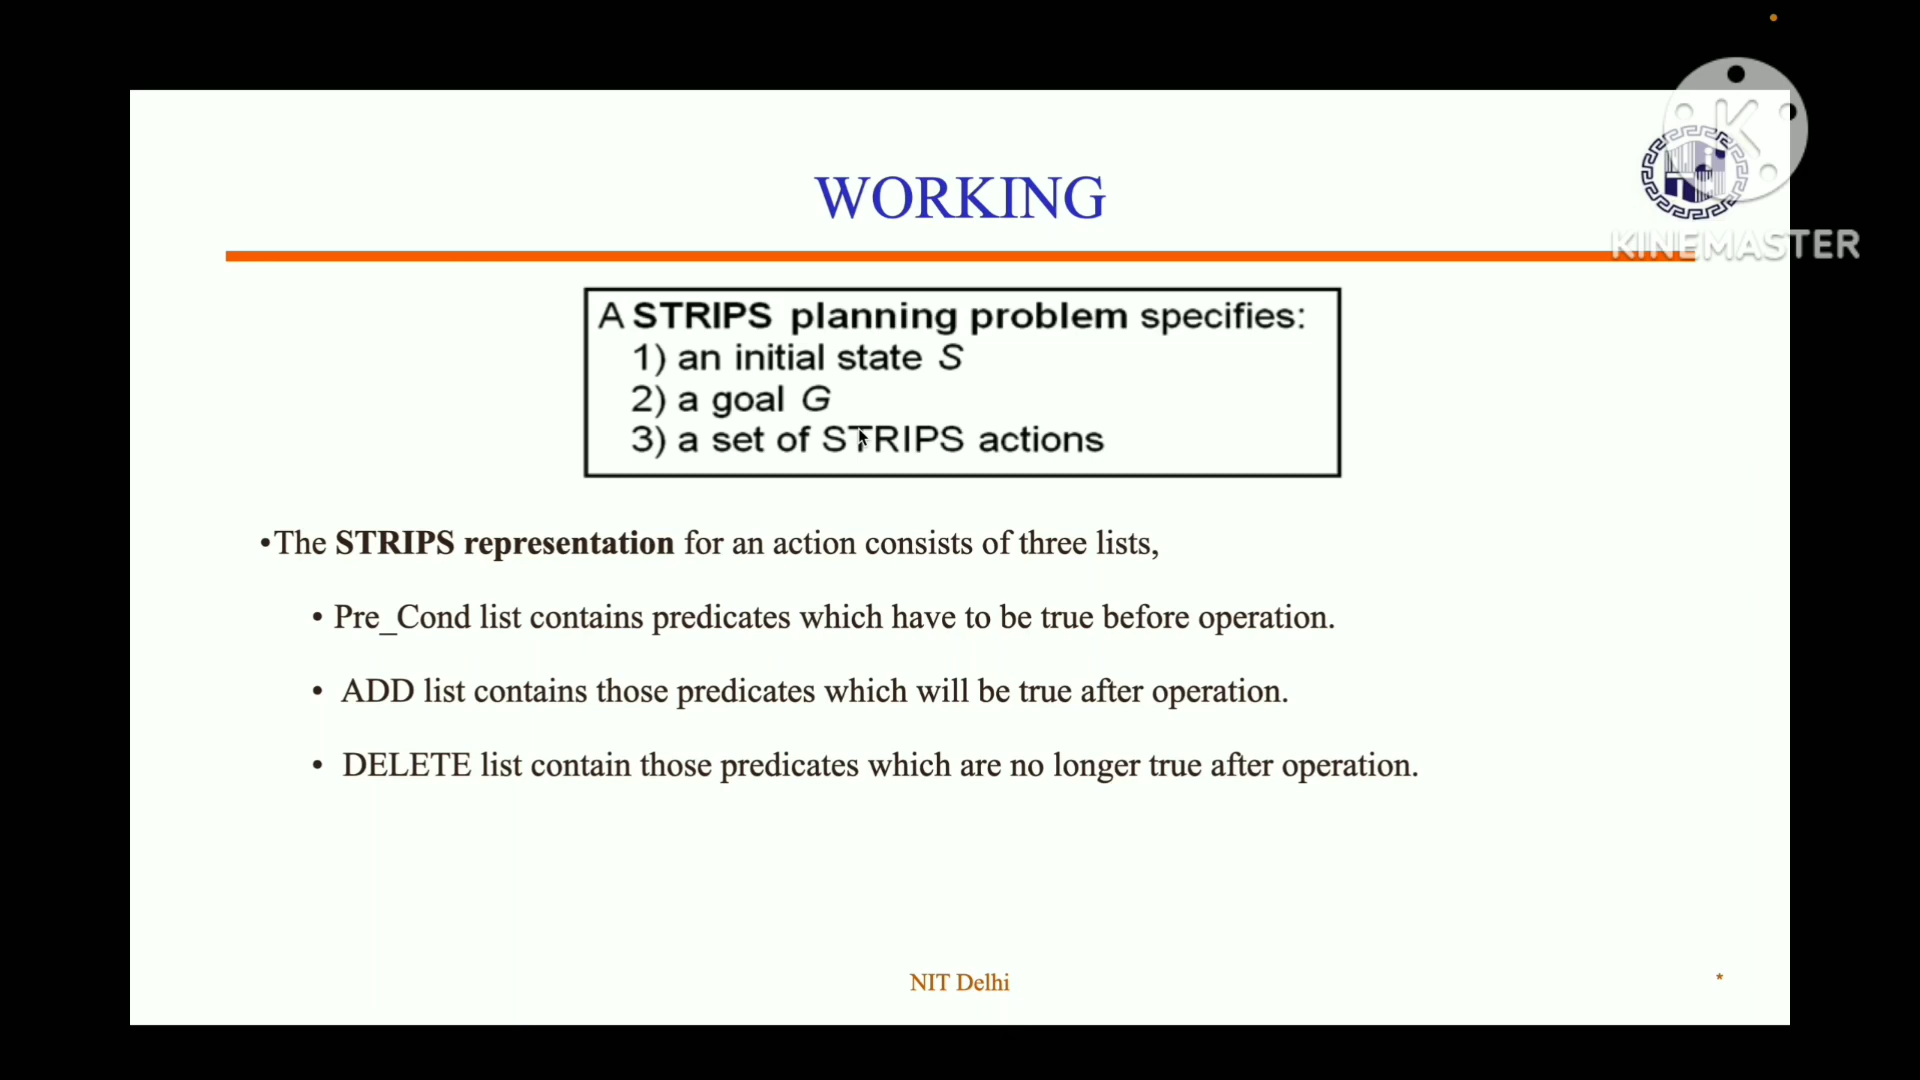 WORKING
KINEMASTER
A STRIPS planning problem specifies:
1) an initial state S
2) a goal G
3) a set of STRIPS actions
•The STRIPS representation for an action consists of three lists,
• Pre_Cond list contains predicates which have to be true before operation.
• ADD list contains those predicates which will be true after operation.
• DELETE list contain those predicates which are no longer true after operation.
NIT Delhi
*